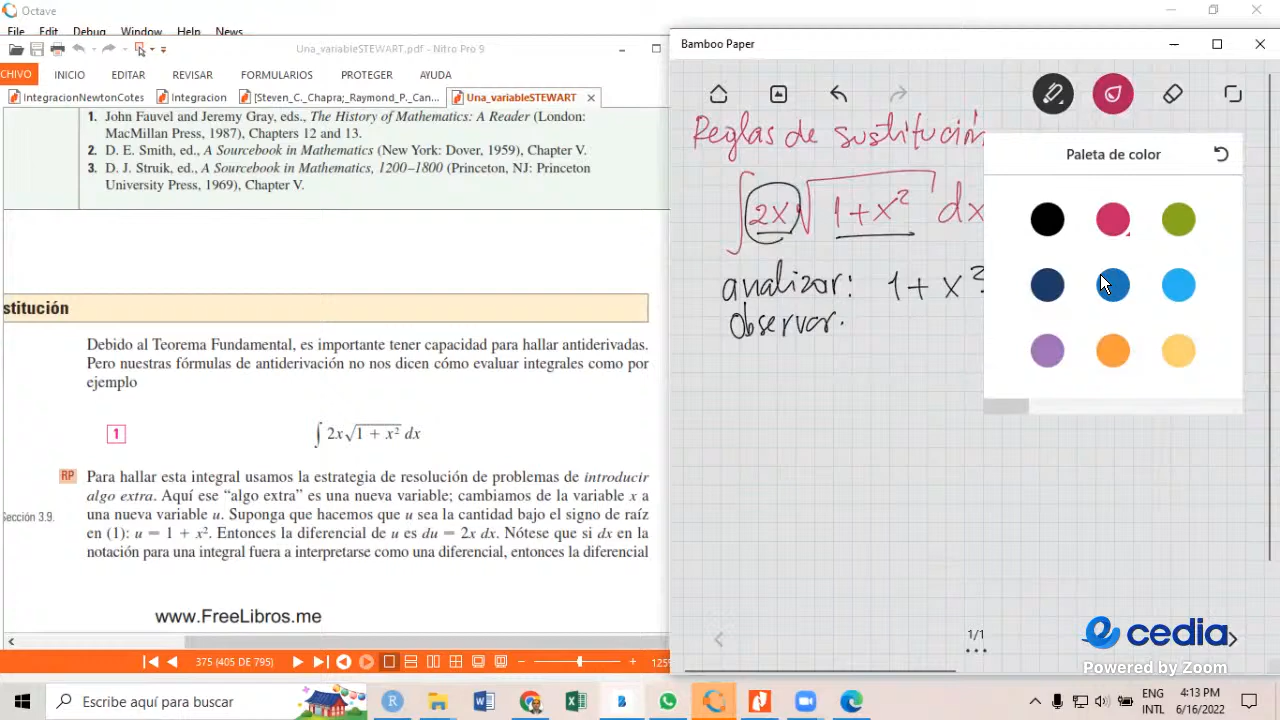 Octave
File Edit Debug Window Help News
Una_variableSTEWART.pdf - Nitro Pro 9
CHIVO INICIO EDITAR REVISAR FORMULARIOS PROTEGER AYUDA
IntegracionNewtonCotes Integracion [Steven_C._Chapra;_Raymond_P._Can... Una_variableSTEWART
1. John Fauvel and Jeremy Gray, eds., The History of Mathematics: A Reader (London:
MacMillan Press, 1987), Chapters 12 and 13.
2. D. E. Smith, ed., A Sourcebook in Mathematics (New York: Dover, 1959), Chapter V.
3. D. J. Struik, ed., A Sourcebook in Mathematics, 1200–1800 (Princeton, NJ: Princeton
University Press, 1969), Chapter V.
stitución
Debido al Teorema Fundamental, es importante tener capacidad para hallar antiderivadas.
Pero nuestras fórmulas de antiderivación no nos dicen cómo evaluar integrales como por
ejemplo
1 ∫ 2x√1 + x² dx
RP Para hallar esta integral usamos la estrategia de resolución de problemas de introducir
algo extra. Aquí ese “algo extra” es una nueva variable; cambiamos de la variable x a
Sección 3.9. una nueva variable u. Suponga que hacemos que u sea la cantidad bajo el signo de raíz
en (1): u = 1 + x². Entonces la diferencial de u es du = 2x dx. Nótese que si dx en la
notación para una integral fuera a interpretarse como una diferencial, entonces la diferencial
www.FreeLibros.me
375 (405 DE 795) 125%
Bamboo Paper
Reglas de sustitución
∫ 2x √1+x² dx
analizar: 1+x²
Observar.
Paleta de color
1/1
cedia
Powered by Zoom
Escribe aquí para buscar
ENG
INTL
4:13 PM
6/16/2022